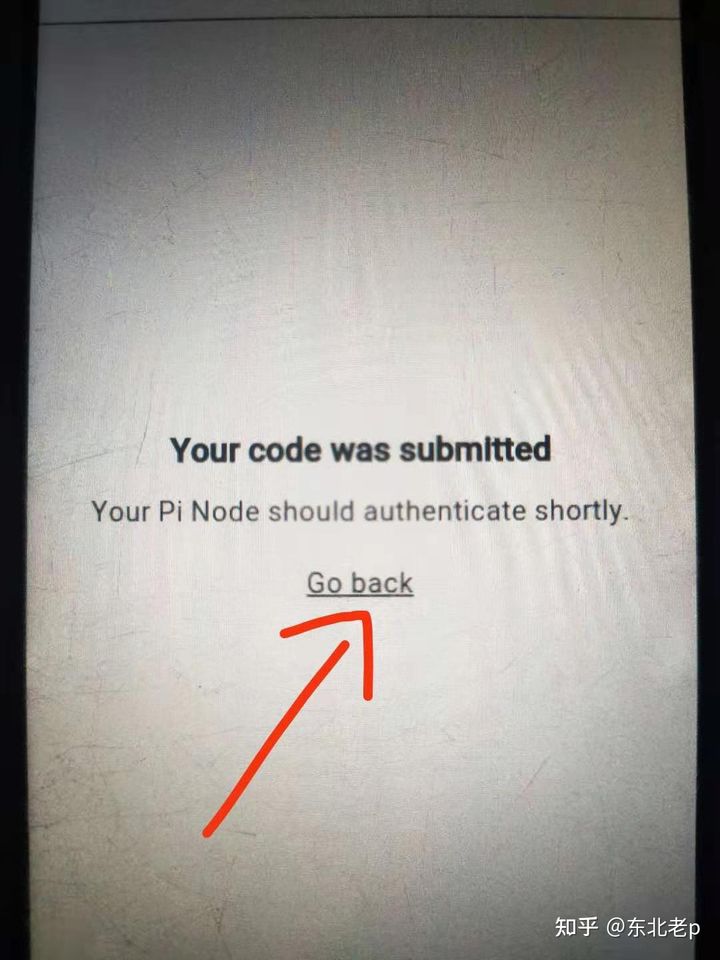 Your code was submitted
Your Pi Node should authenticate shortly.
Go back
知乎 @东北老p